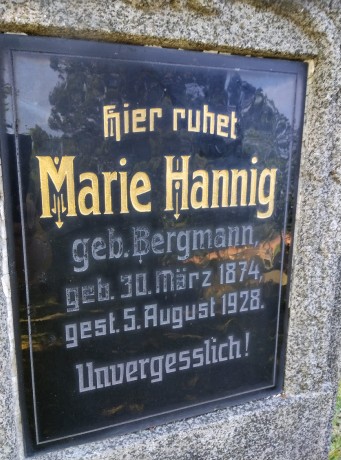 Hier ruhet
Marie Hannig
geb. Bergmann,
geb. 30. März 1874,
gest. 5. August 1928.
Unvergesslich!